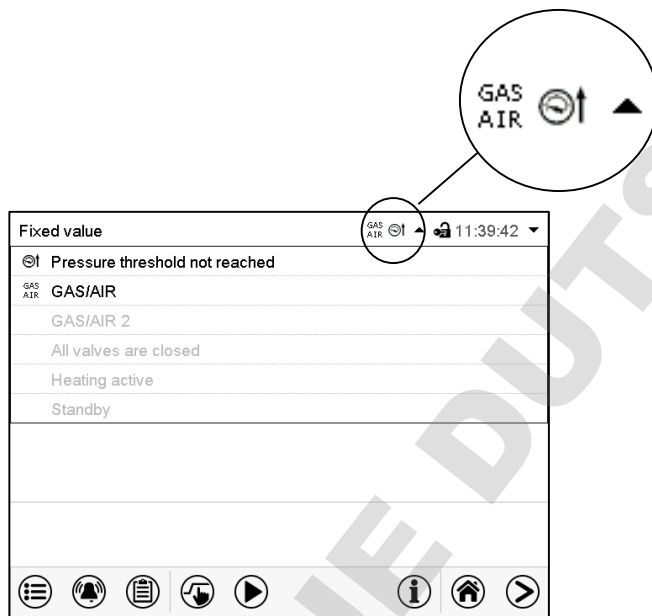 GAS
AIR
Fixed value
GAS
AIR
11:39:42
Pressure threshold not reached
GAS
AIR
GAS/AIR
GAS/AIR 2
All valves are closed
Heating active
Standby